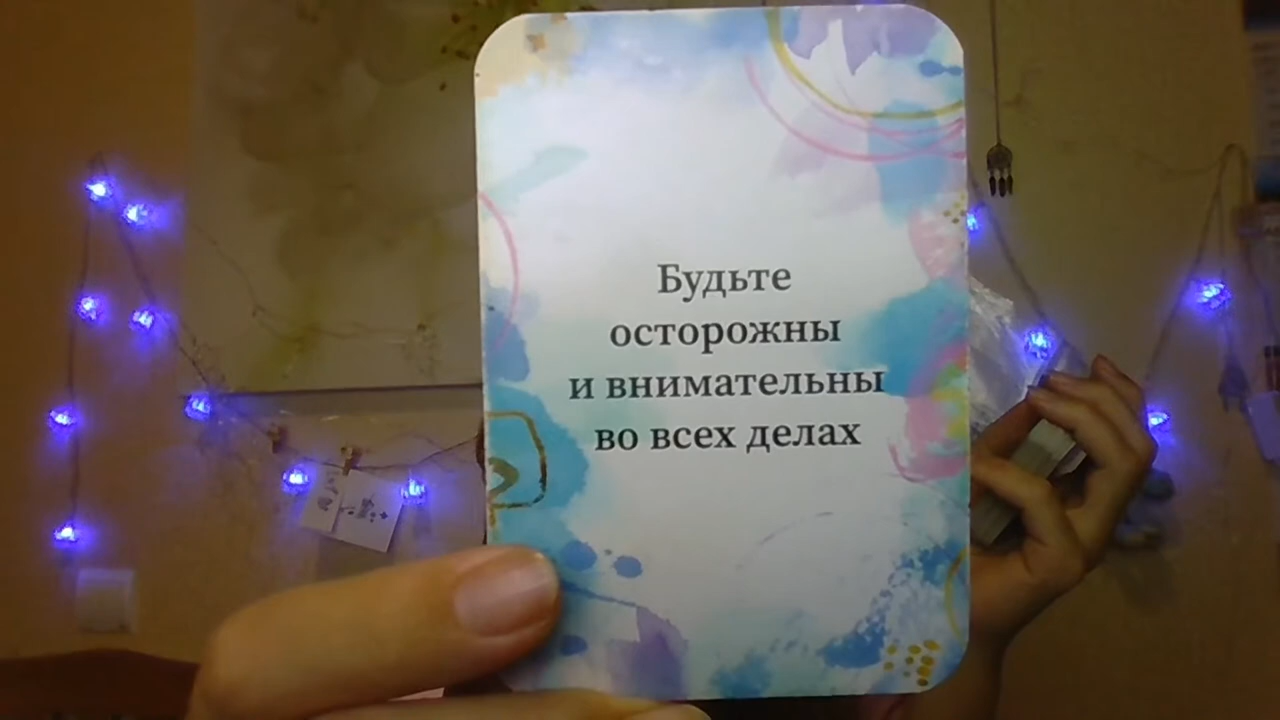 Будьте
осторожны
и внимательны
во всех делах